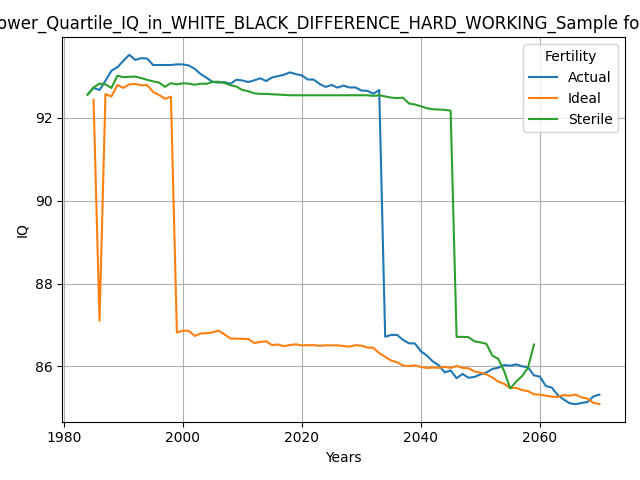 ower_Quartile_IQ_in_WHITE_BLACK_DIFFERENCE_HARD_WORKING_Sample fo
Fertility
Actual
Ideal
Sterile
IQ
92
90
88
86
1980
2000
2020
2040
2060
Years